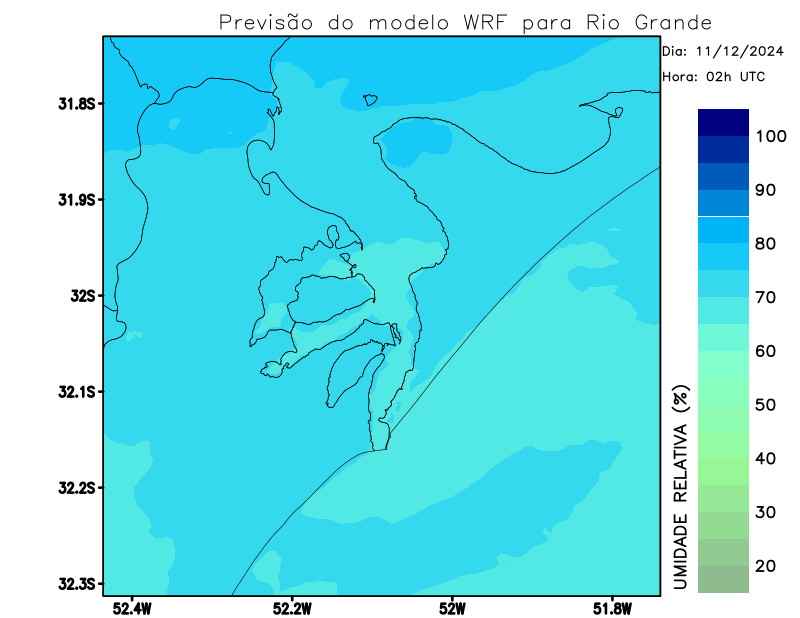 Previsão do modelo WRF para Rio Grande
Dia: 11/12/2024
Hora: 02h UTC
31.8S
31.9S
32S
32.1S
32.2S
32.3S
52.4W
52.2W
52W
51.8W
100
90
80
70
60
50
40
30
20
UMIDADE RELATIVA (%)